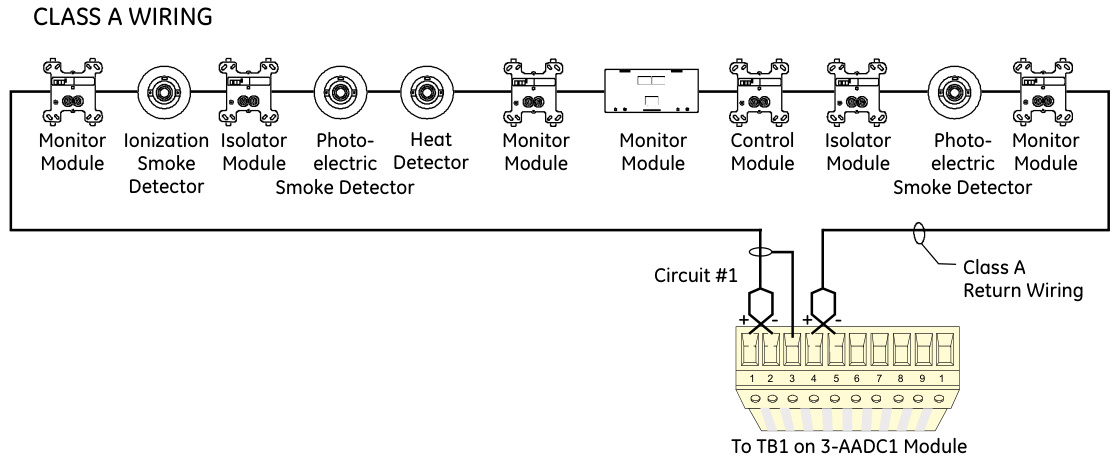 CLASS A WIRING
Monitor
Module
Ionization
Smoke
Detector
Isolator
Module
Photo-
electric
Smoke Detector
Heat
Detector
Monitor
Module
Monitor
Module
Control
Module
Isolator
Module
Photo-
electric
Smoke Detector
Monitor
Module
Circuit #1
Class A
Return Wiring
+ - + -
1 2 3 4 5 6 7 8 9 1
To TB1 on 3-AADC1 Module